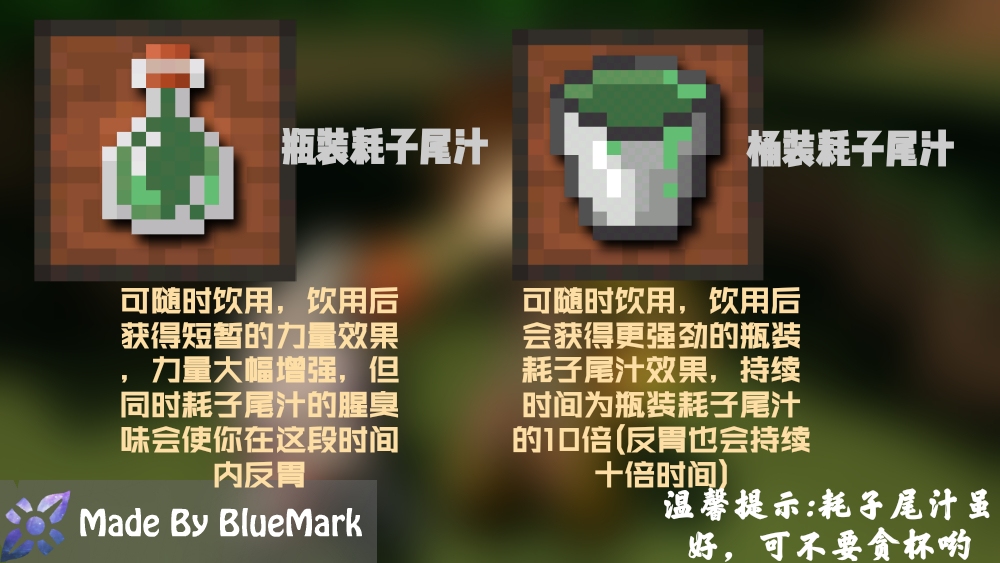 瓶装耗子尾汁
桶装耗子尾汁
可随时饮用，饮用后
获得短暂的力量效果
，力量大幅增强，但
同时耗子尾汁的腥臭
味会使你在这段时间
内反胃
可随时饮用，饮用后
会获得更强劲的瓶装
耗子尾汁效果，持续
时间为瓶装耗子尾汁
的10倍(反胃也会持续
十倍时间)
Made By BlueMark
温馨提示:耗子尾汁虽
好，可不要贪杯哟